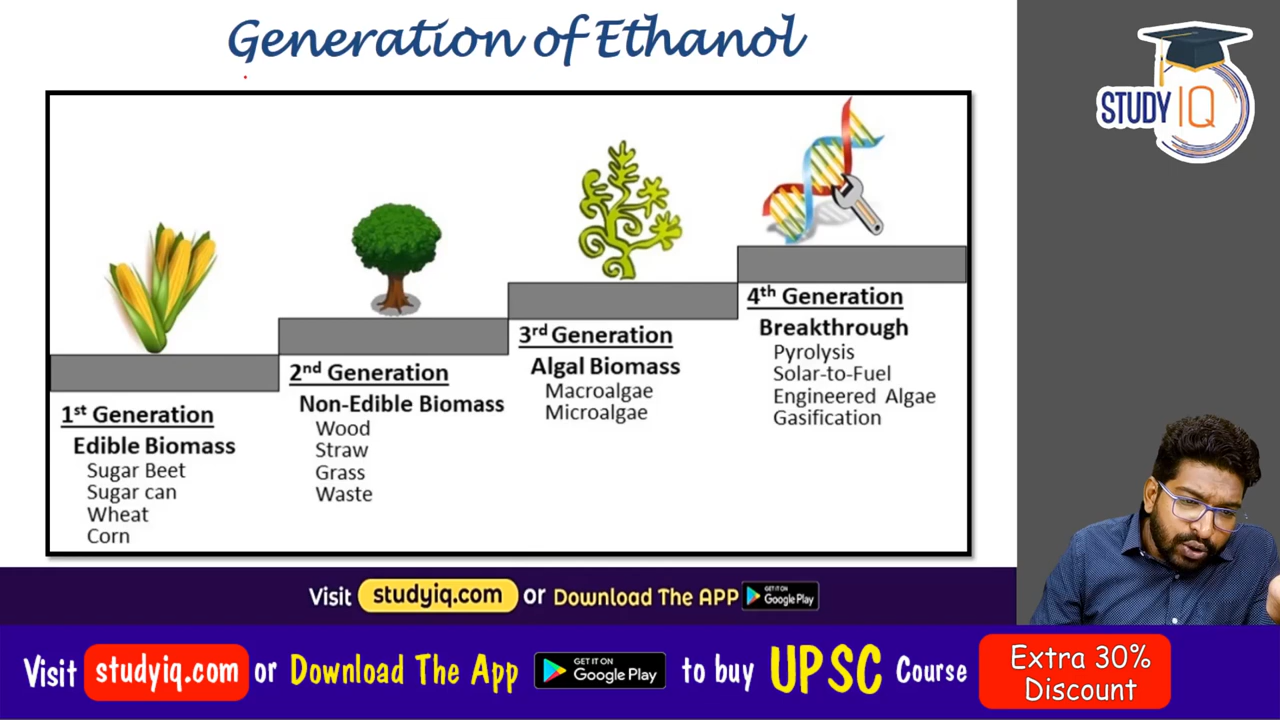 Generation of Ethanol
STUDY IQ
1st Generation
Edible Biomass
Sugar Beet
Sugar can
Wheat
Corn
2nd Generation
Non-Edible Biomass
Wood
Straw
Grass
Waste
3rd Generation
Algal Biomass
Macroalgae
Microalgae
4th Generation
Breakthrough
Pyrolysis
Solar-to-Fuel
Engineered Algae
Gasification
Visit studyiq.com or Download The APP GET IT ON Google Play
Visit studyiq.com or Download The App GET IT ON Google Play to buy UPSC Course
Extra 30%
Discount